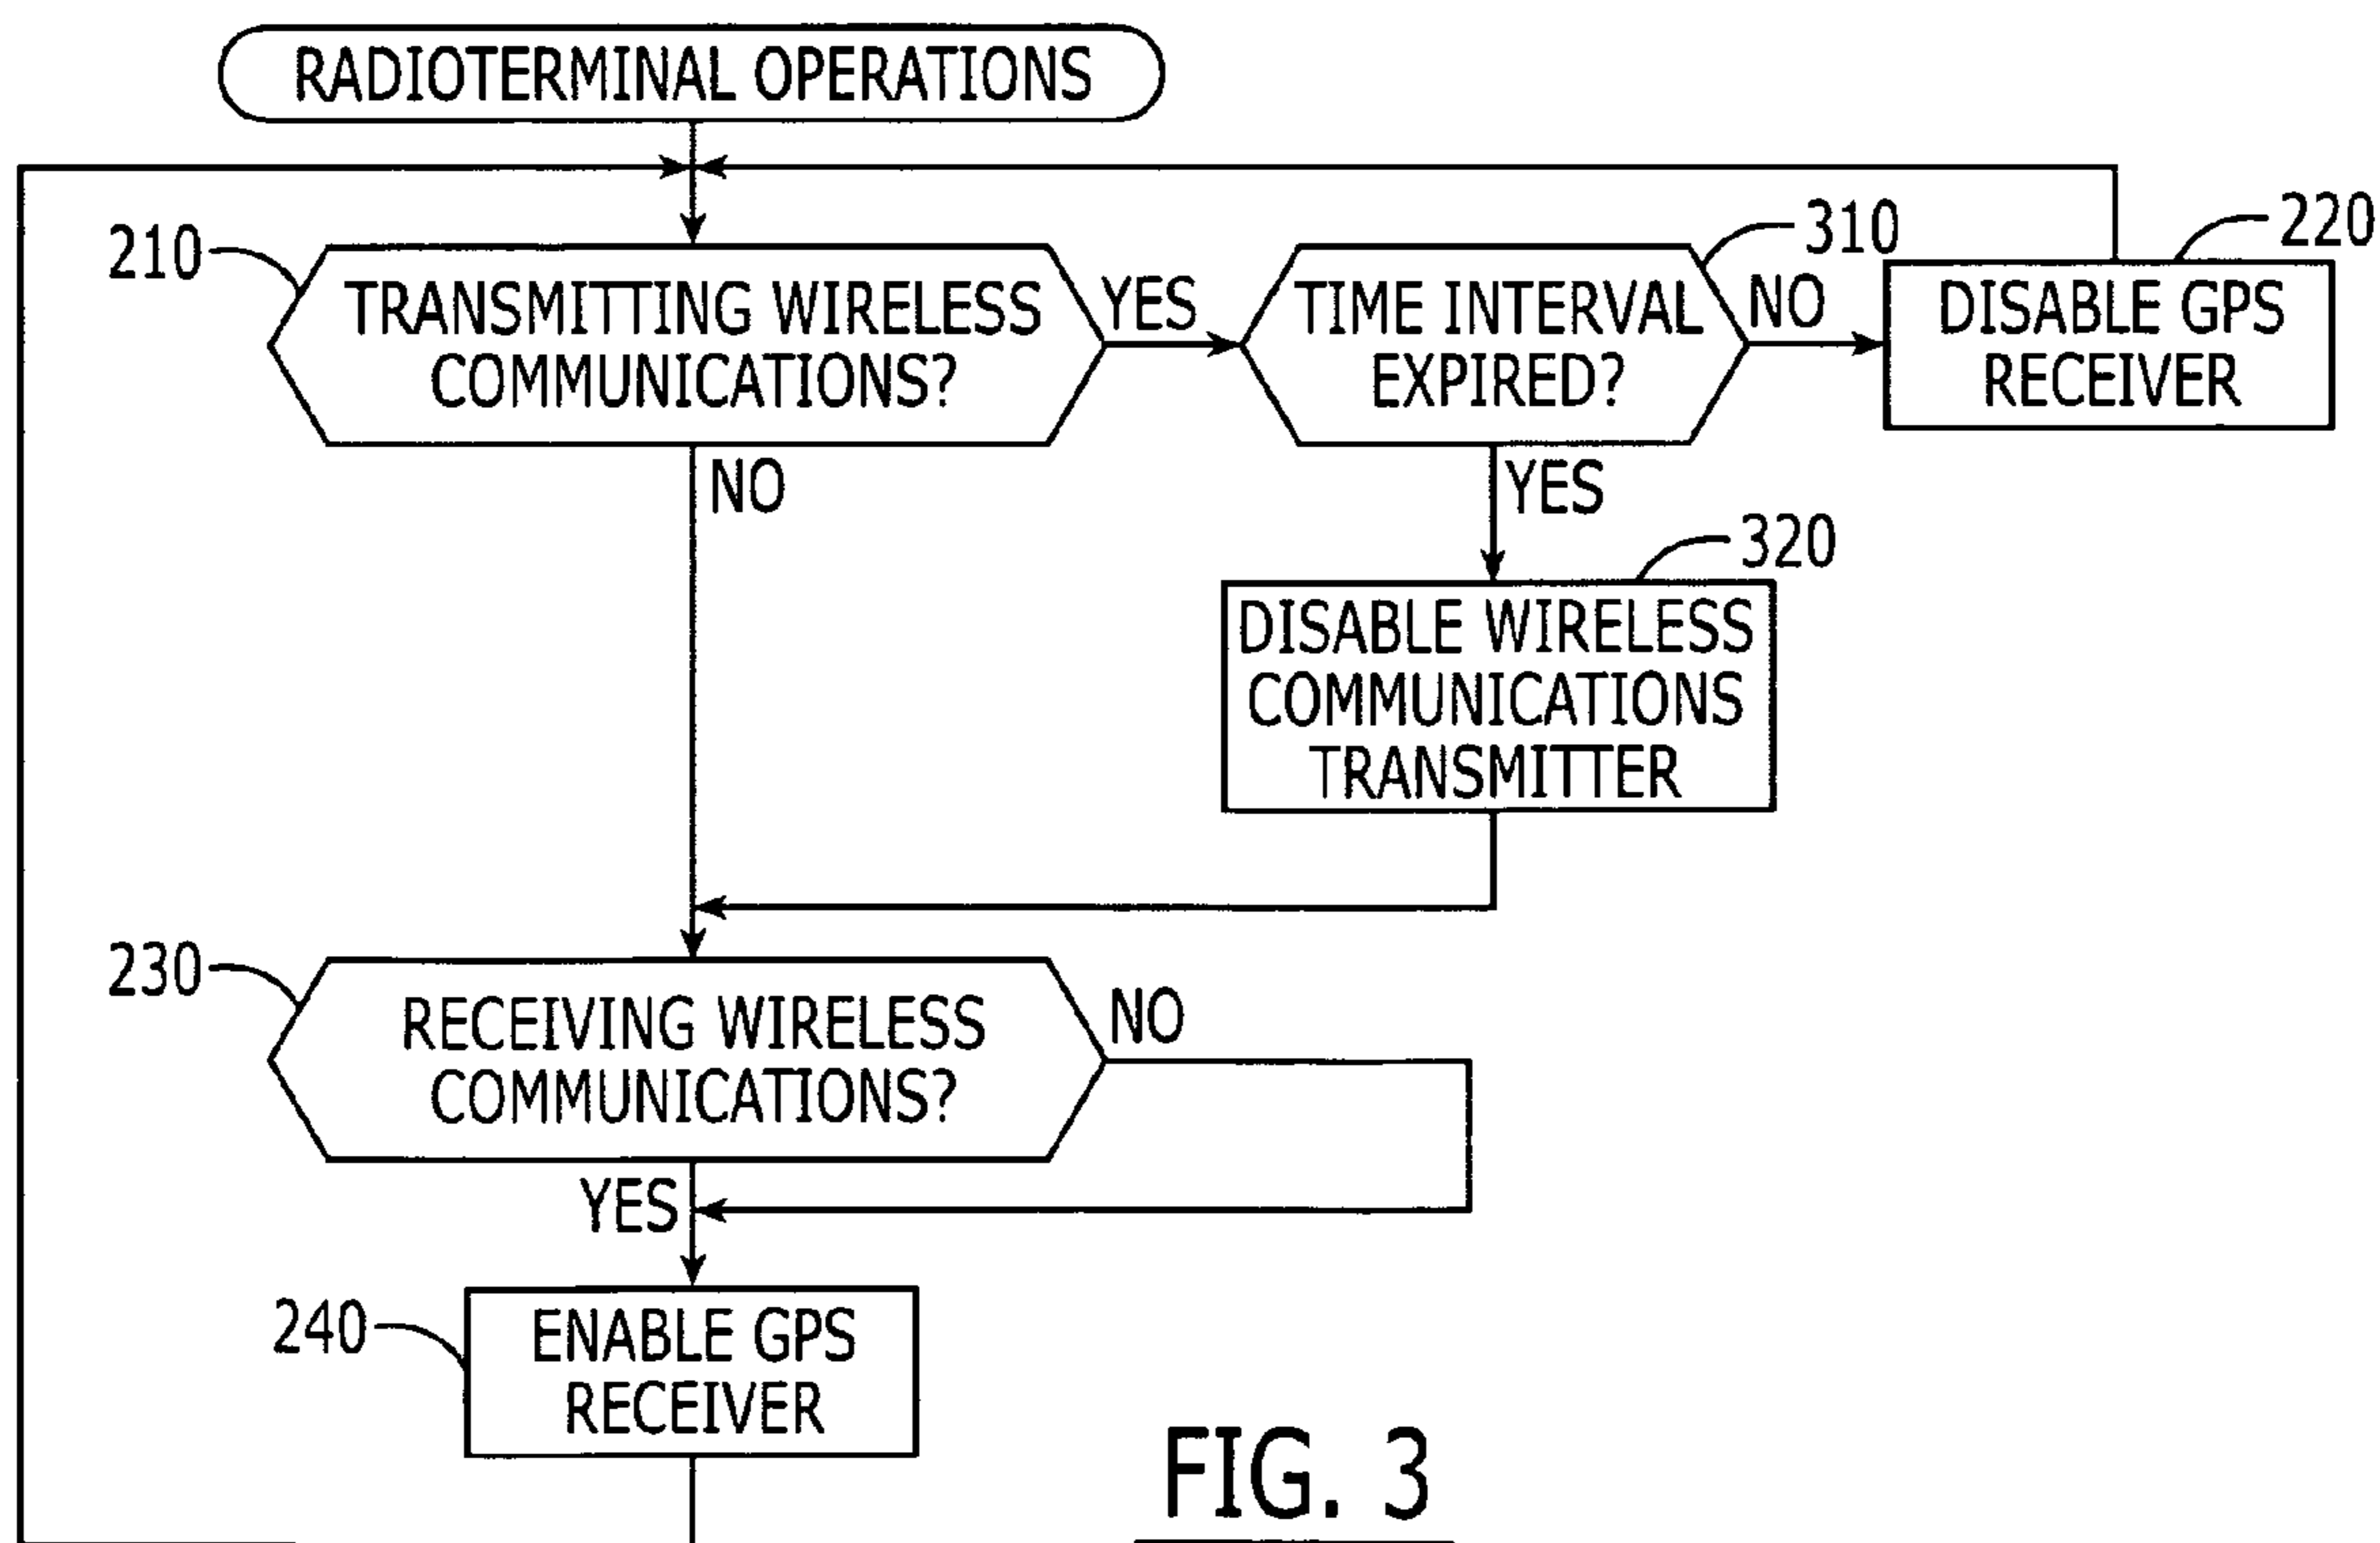 RADIOTERMINAL OPERATIONS
210
TRANSMITTING WIRELESS
COMMUNICATIONS?
YES
NO
310
TIME INTERVAL
EXPIRED?
NO
YES
220
DISABLE GPS
RECEIVER
320
DISABLE WIRELESS
COMMUNICATIONS
TRANSMITTER
230
RECEIVING WIRELESS
COMMUNICATIONS?
NO
YES
240
ENABLE GPS
RECEIVER
FIG. 3